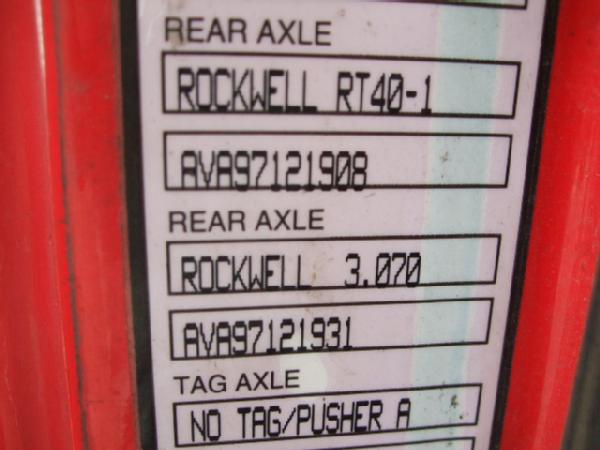 REAR AXLE
ROCKWELL RT40-1
AVA97121908
REAR AXLE
ROCKWELL 3.070
AVA97121931
TAG AXLE
NO TAG/PUSHER A